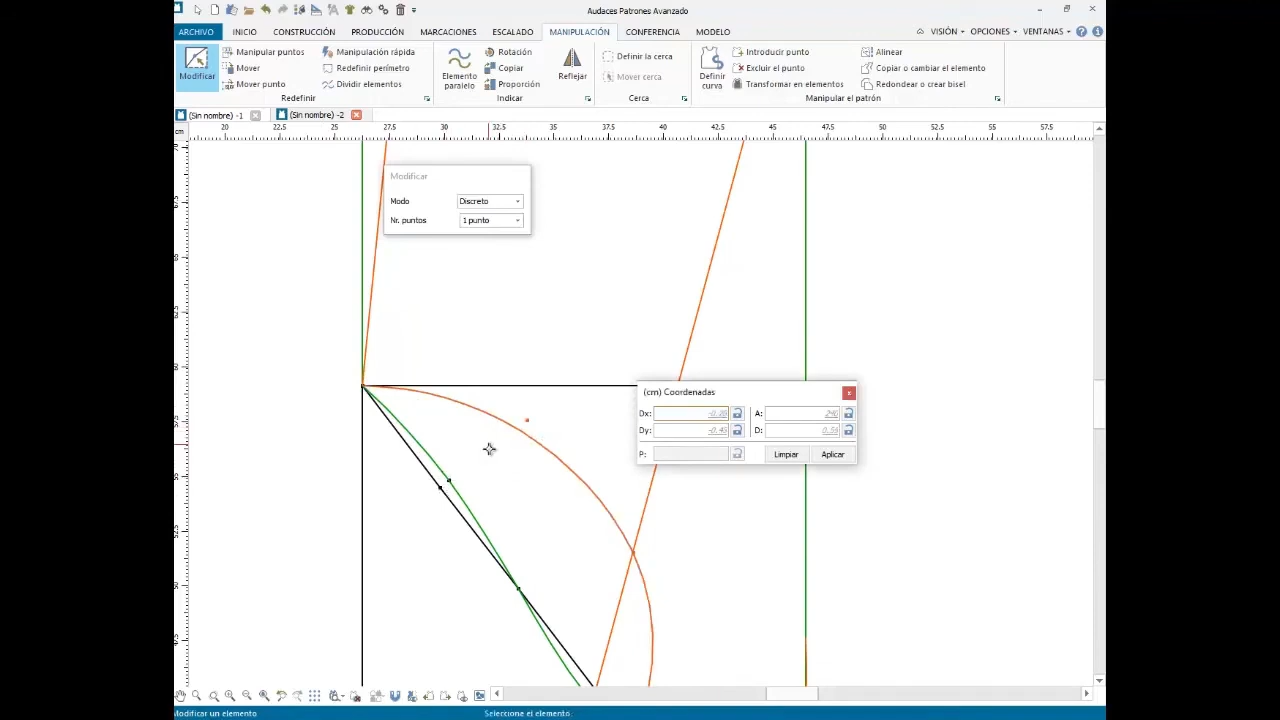 Audaces Patrones Avanzado
ARCHIVO INICIO CONSTRUCCIÓN PRODUCCIÓN MARCACIONES ESCALADO MANIPULACIÓN CONFERENCIA MODELO VISIÓN OPCIONES VENTANAS
Modificar
Manipular puntos
Mover
Mover punto
Manipulación rápida
Redefinir perímetro
Dividir elementos
Redefinir
Elemento paralelo
Rotación
Copiar
Proporción
Reflejar
Indicar
Definir la cerca
Mover cerca
Cerca
Definir curva
Introducir punto
Excluir el punto
Transformar en elementos
Alinear
Copiar o cambiar el elemento
Redondear o crear bisel
Manipular el patrón
(Sin nombre) -1
(Sin nombre) -2
cm 20 22.5 25 27.5 30 32.5 35 37.5 40 42.5 45 47.5 50 52.5 55 57.5
Modificar
Modo Discreto
Nr. puntos 1 punto
(cm) Coordenadas
Dx: -0.20 A:
Dy: -0.45 D:
P: Limpiar Aplicar
Modificar un elemento Seleccione el elemento.